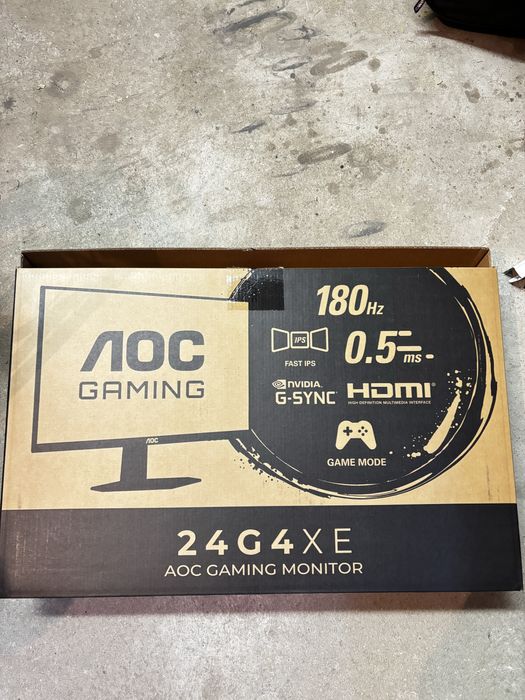 AOC
GAMING
AOC
180Hz
IPS
FAST IPS
0.5ms
NVIDIA
G-SYNC
HDMI
HIGH DEFINITION MULTIMEDIA INTERFACE
GAME MODE
24G4XE
AOC GAMING MONITOR